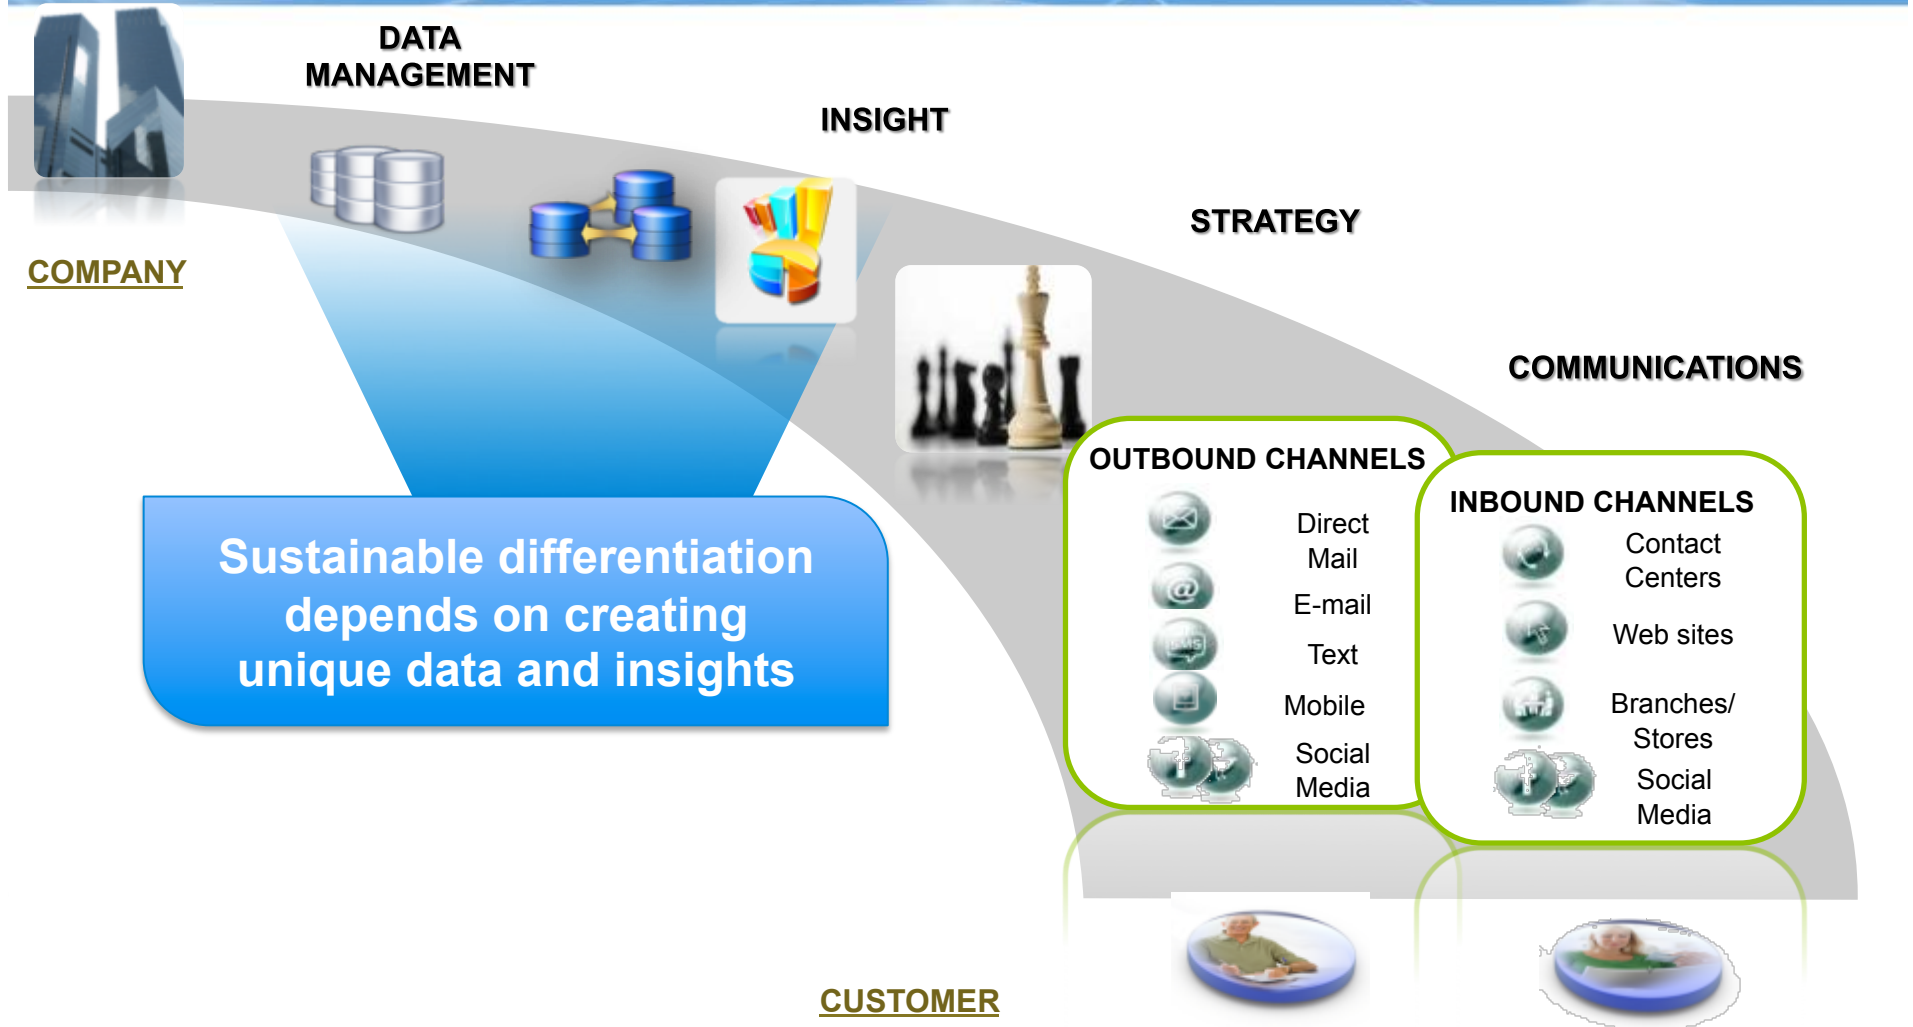 DATA
MANAGEMENT
INSIGHT
STRATEGY
COMPANY
COMMUNICATIONS
OUTBOUND CHANNELS
Direct
Mail
E-mail
Text
Mobile
Social
Media
INBOUND CHANNELS
Contact
Centers
Web sites
Branches/
Stores
Social
Media
Sustainable differentiation
depends on creating
unique data and insights
CUSTOMER